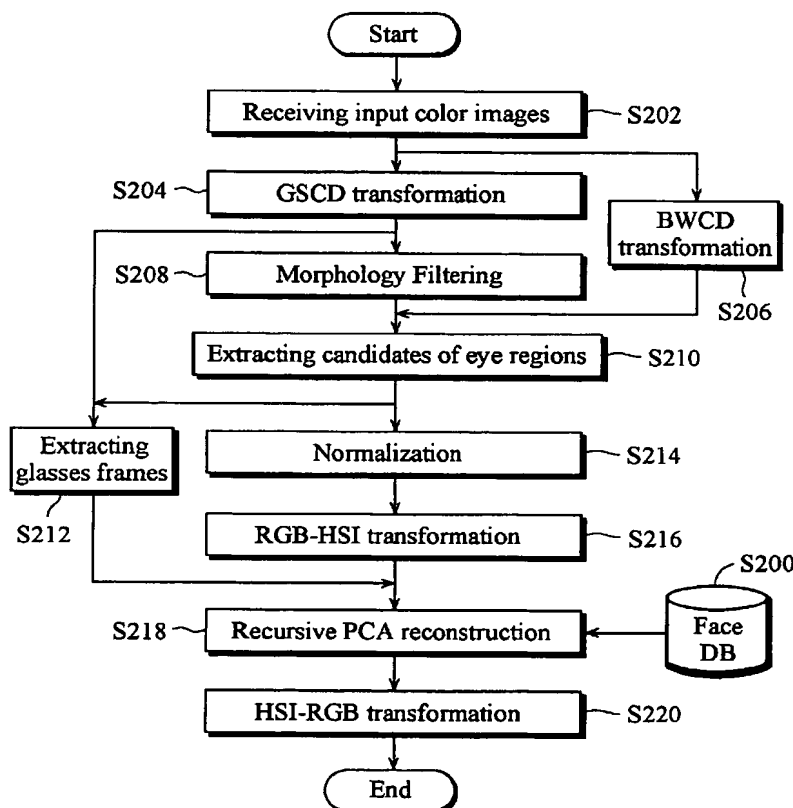 Start
Receiving input color images
S202
S204
GSCD transformation
BWCD
transformation
S206
S208
Morphology Filtering
Extracting candidates of eye regions
S210
Extracting
glasses frames
S212
Normalization
S214
RGB-HSI transformation
S216
S200
Face
DB
S218
Recursive PCA reconstruction
HSI-RGB transformation
S220
End